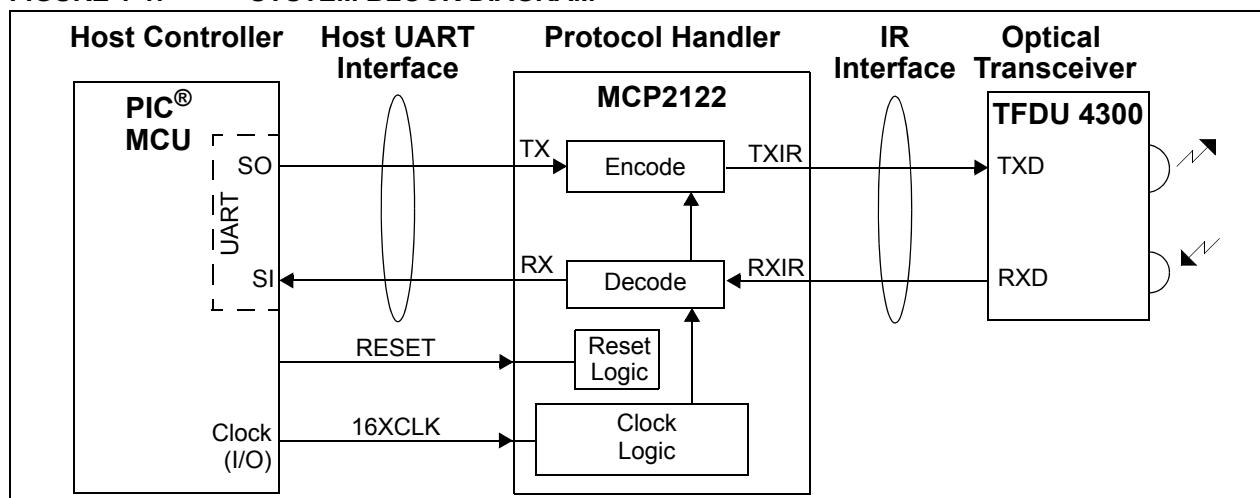 Host Controller
Host UART
Interface
Protocol Handler
IR
Interface
Optical
Transceiver
PIC®
MCU
UART
SO
SI
Clock
(I/O)
TX
RX
RESET
16XCLK
MCP2122
Encode
Decode
Reset
Logic
Clock
Logic
TXIR
RXIR
TFDU 4300
TXD
RXD